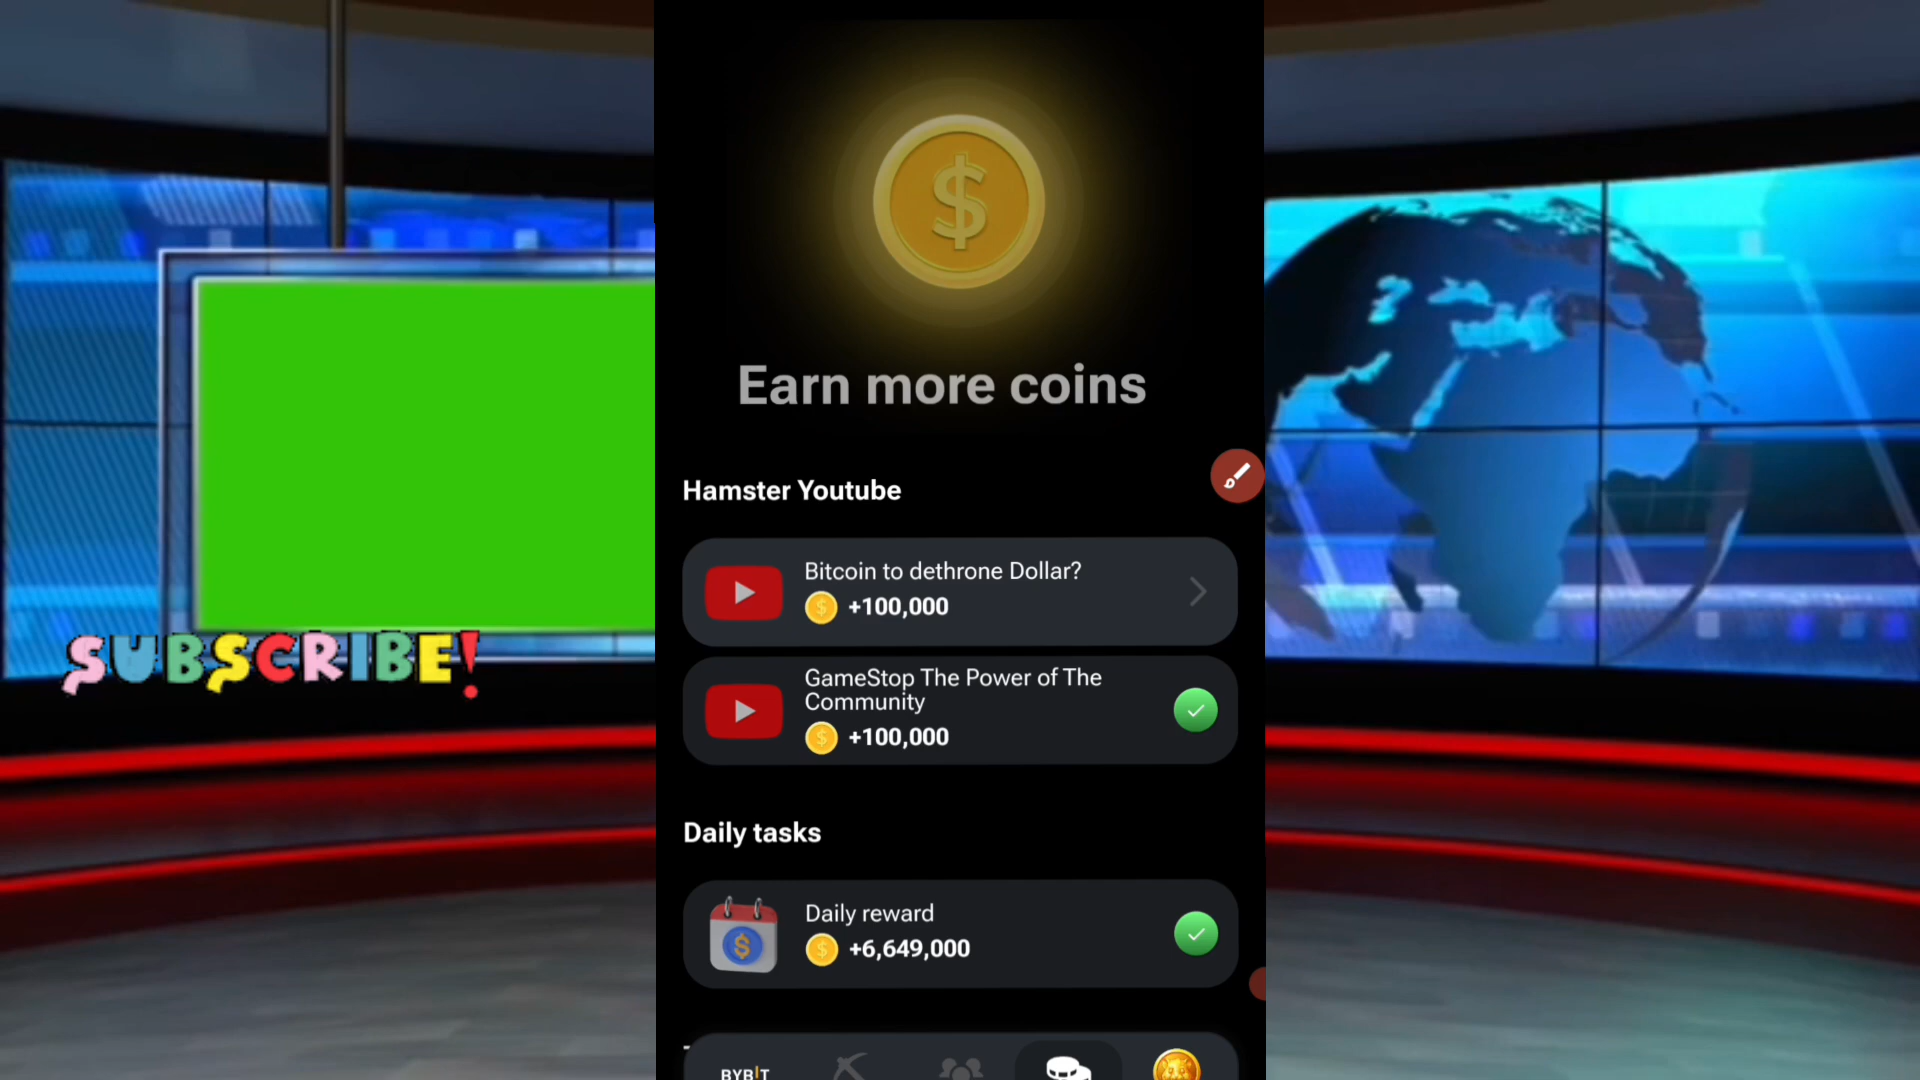 Earn more coins
Hamster Youtube
Bitcoin to dethrone Dollar?
+100,000
GameStop The Power of The
Community
+100,000
SUBSCRIBE!
Daily tasks
Daily reward
+6,649,000
BYBIT